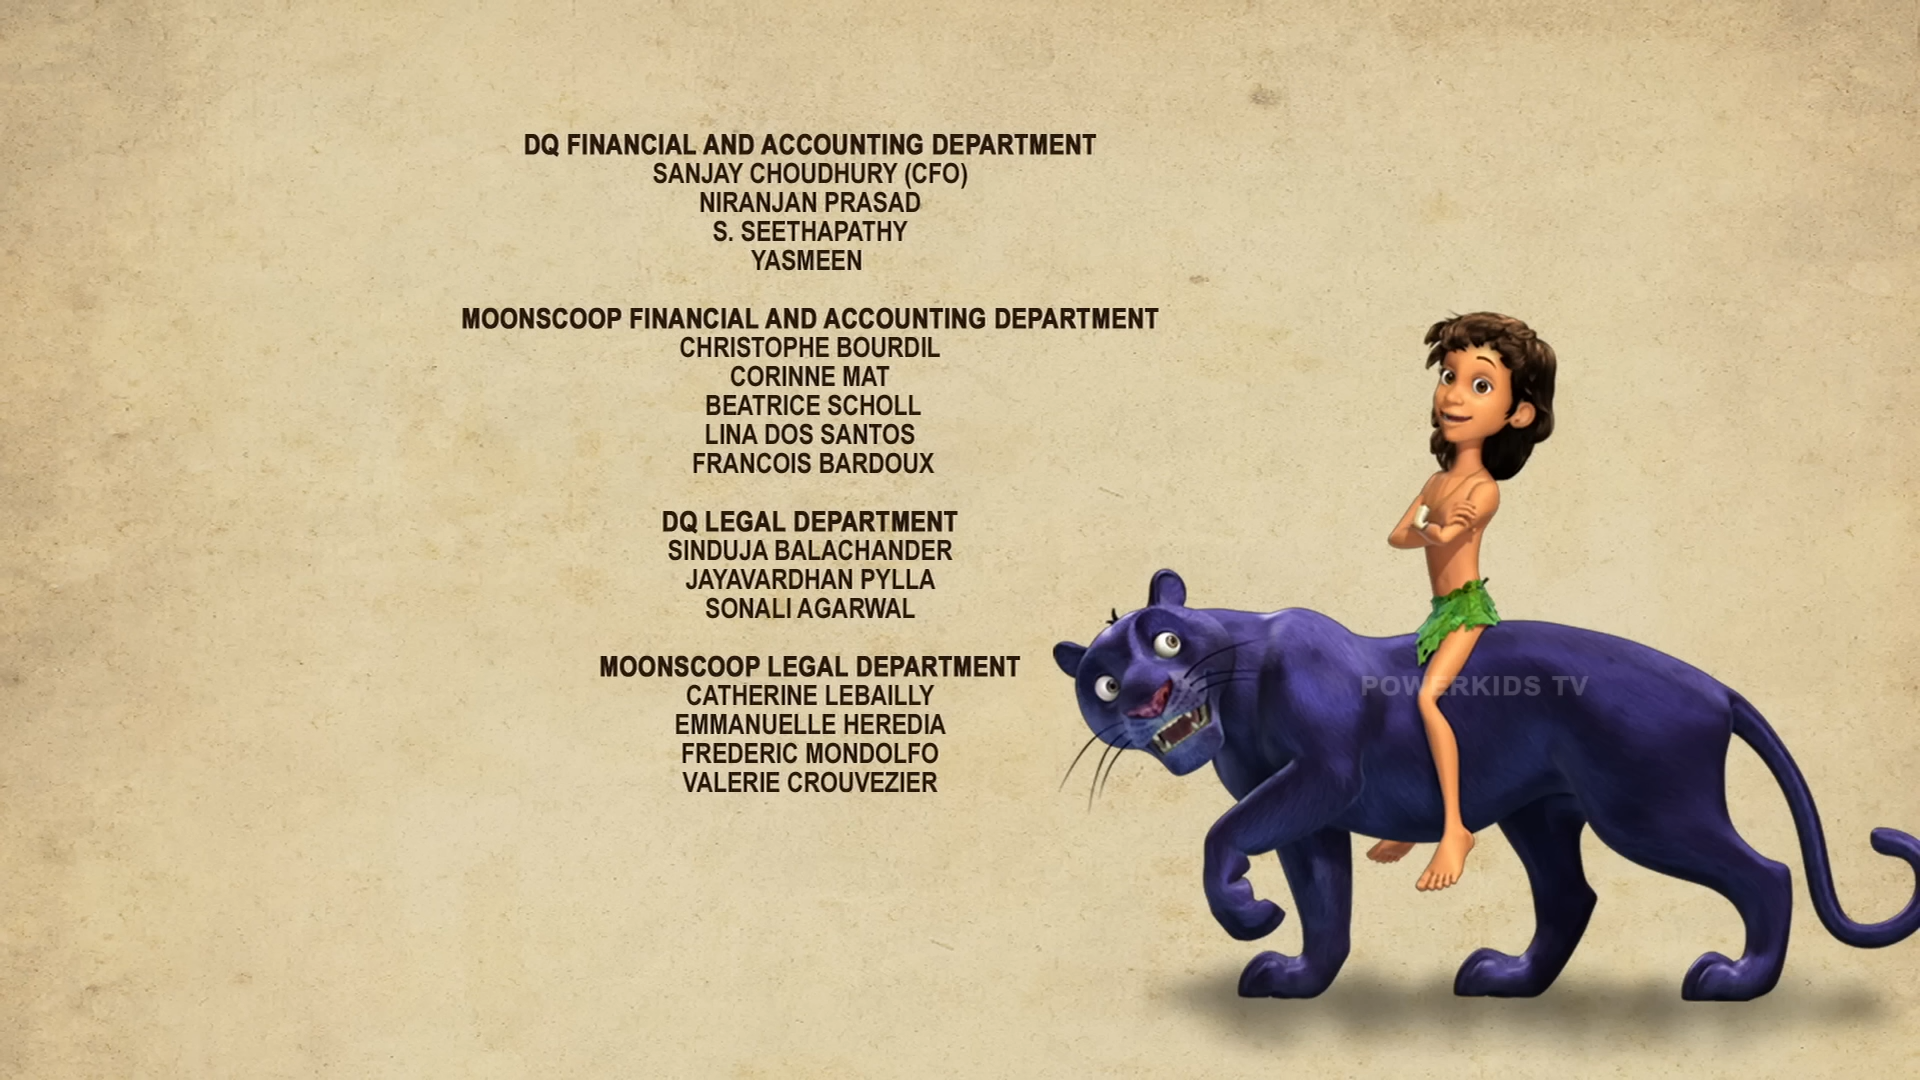 DQ FINANCIAL AND ACCOUNTING DEPARTMENT
SANJAY CHOUDHURY (CFO)
NIRANJAN PRASAD
S. SEETHAPATHY
YASMEEN
MOONSCOOP FINANCIAL AND ACCOUNTING DEPARTMENT
CHRISTOPHE BOURDIL
CORINNE MAT
BEATRICE SCHOLL
LINA DOS SANTOS
FRANCOIS BARDOUX
DQ LEGAL DEPARTMENT
SINDUJA BALACHANDER
JAYAVARDHAN PYLLA
SONALI AGARWAL
MOONSCOOP LEGAL DEPARTMENT
CATHERINE LEBAILLY
EMMANUELLE HEREDIA
FREDERIC MONDOLFO
VALERIE CROUVEZIER
POWERKIDS TV